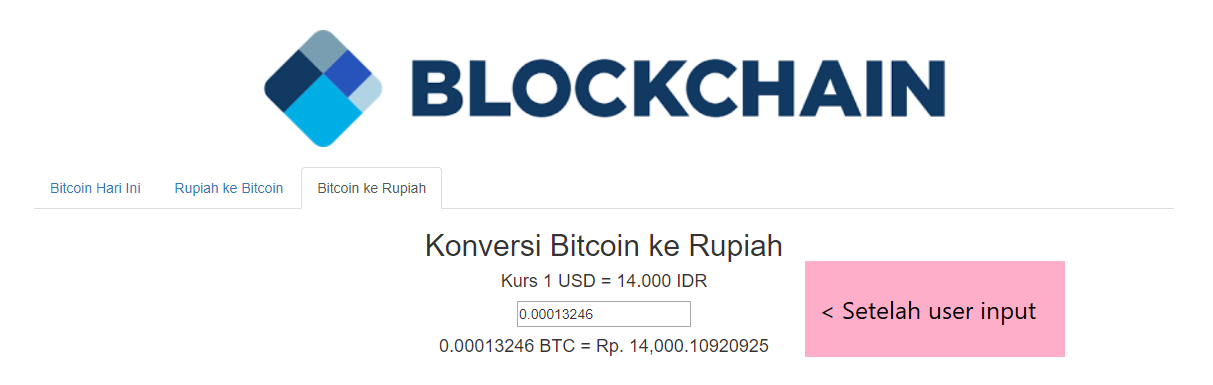 BLOCKCHAIN
Bitcoin Hari Ini
Rupiah ke Bitcoin
Bitcoin ke Rupiah
Konversi Bitcoin ke Rupiah
Kurs 1 USD = 14.000 IDR
0.00013246
< Setelah user input
0.00013246 BTC = Rp. 14,000.10920925